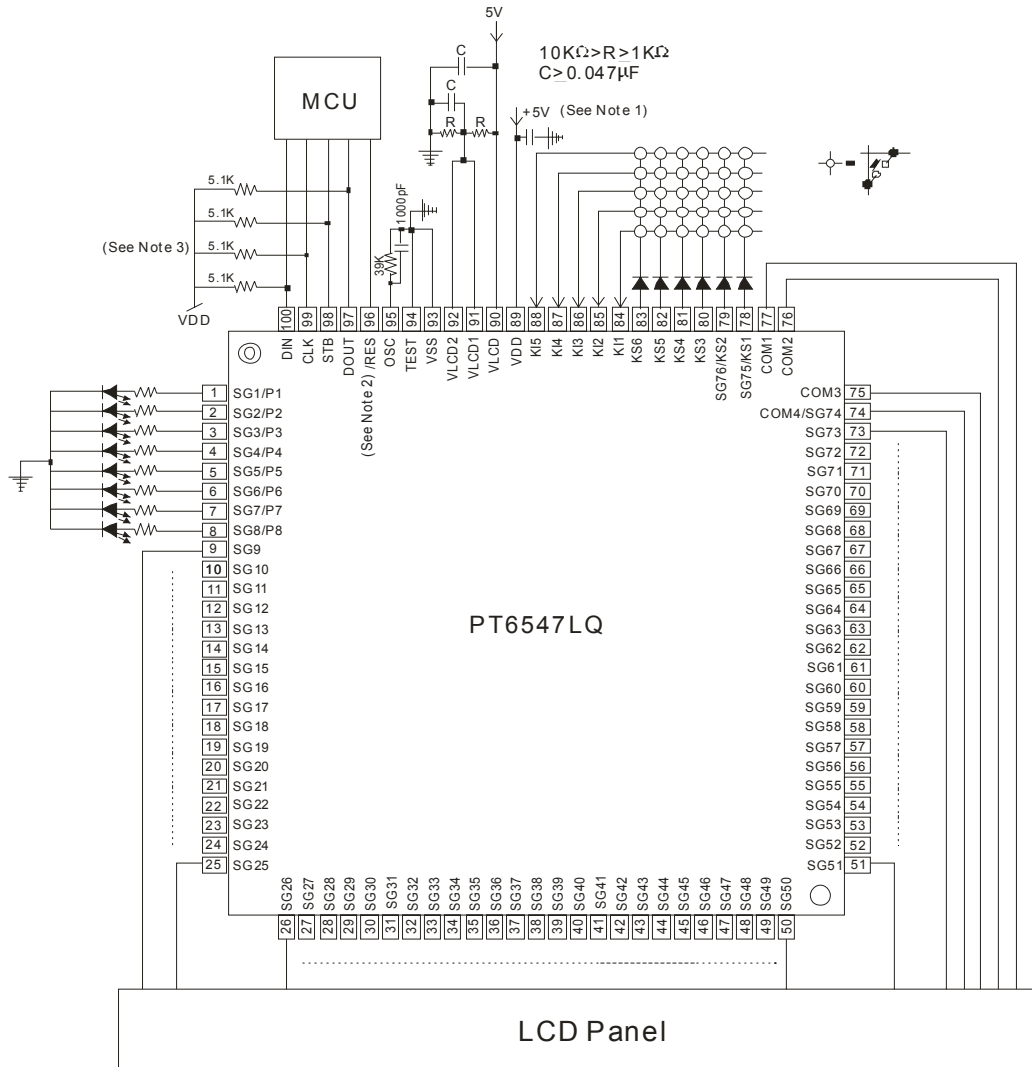 5V
10KΩ>R≥1KΩ
C≥0.047µF
C
C
R
R
+5V (See Note 1)
MCU
5.1K
5.1K
5.1K
5.1K
(See Note 3)
VDD
39K
1000pF
100 99 98 97 96 95 94 93 92 91 90 89 88 87 86 85 84 83 82 81 80 79 78 77 76
DIN
CLK
STB
DOUT
(See Note 2) /RES
OSC
TEST
VSS
VLCD2
VLCD1
VLCD
VDD
KI5
KI4
KI3
KI2
KI1
KS6
KS5
KS4
KS3
SG76/KS2
SG75/KS1
COM1
COM2
1 SG1/P1
2 SG2/P2
3 SG3/P3
4 SG4/P4
5 SG5/P5
6 SG6/P6
7 SG7/P7
8 SG8/P8
9 SG9
10 SG10
11 SG11
12 SG12
13 SG13
14 SG14
15 SG15
16 SG16
17 SG17
18 SG18
19 SG19
20 SG20
21 SG21
22 SG22
23 SG23
24 SG24
25 SG25
PT6547LQ
COM3 75
COM4/SG74 74
SG73 73
SG72 72
SG71 71
SG70 70
SG69 69
SG68 68
SG67 67
SG66 66
SG65 65
SG64 64
SG63 63
SG62 62
SG61 61
SG60 60
SG59 59
SG58 58
SG57 57
SG56 56
SG55 55
SG54 54
SG53 53
SG52 52
SG51 51
SG26
SG27
SG28
SG29
SG30
SG31
SG32
SG33
SG34
SG35
SG36
SG37
SG38
SG39
SG40
SG41
SG42
SG43
SG44
SG45
SG46
SG47
SG48
SG49
SG50
26 27 28 29 30 31 32 33 34 35 36 37 38 39 40 41 42 43 44 45 46 47 48 49 50
LCD Panel